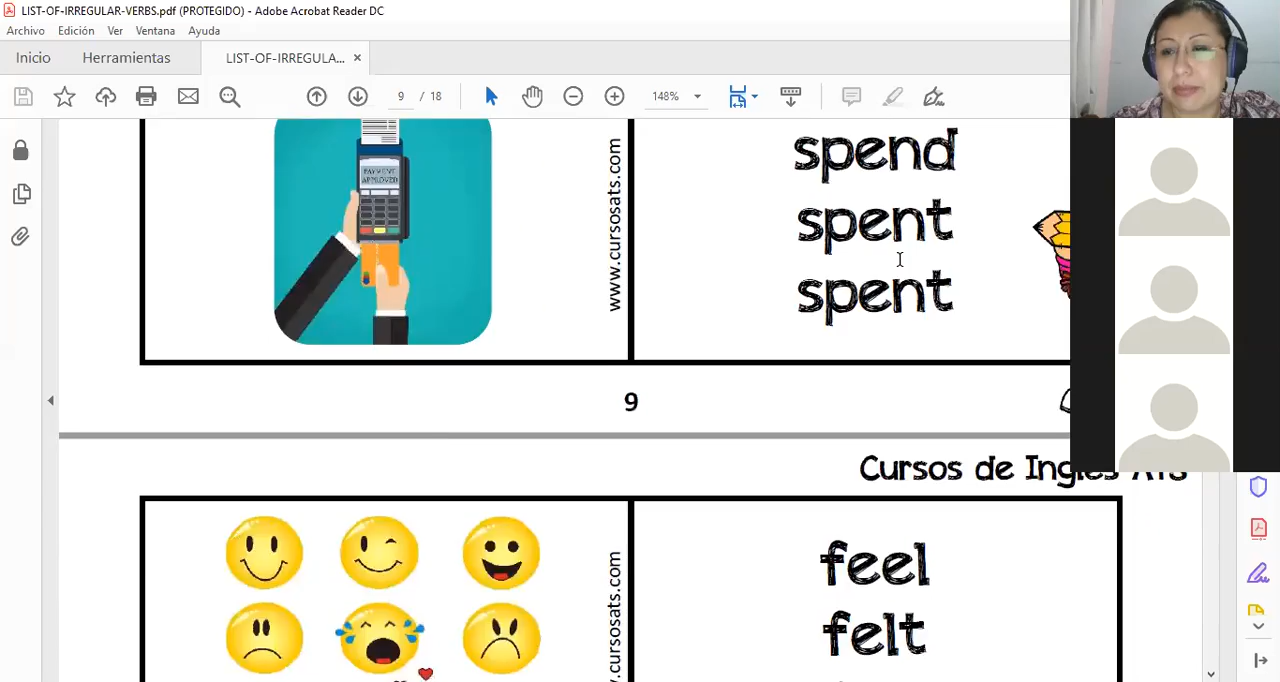 LIST-OF-IRREGULAR-VERBS.pdf (PROTEGIDO) - Adobe Acrobat Reader DC
Archivo Edición Ver Ventana Ayuda
Inicio Herramientas LIST-OF-IRREGULA... ×
9 / 18 148%
PAYMENT
APPROVED
www.cursosats.com
spend
spent
spent
9
Cursos de Inglés ATS
www.cursosats.com
feel
felt